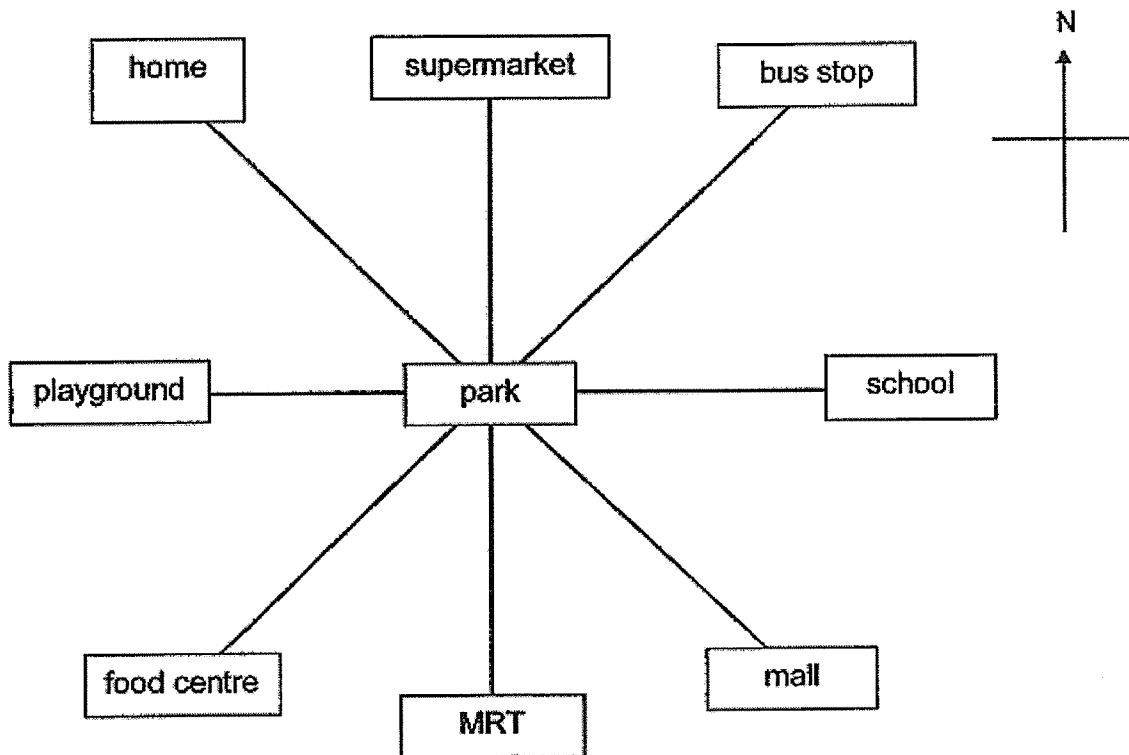 N
home
supermarket
bus stop
playground
park
school
food centre
MRT
mall